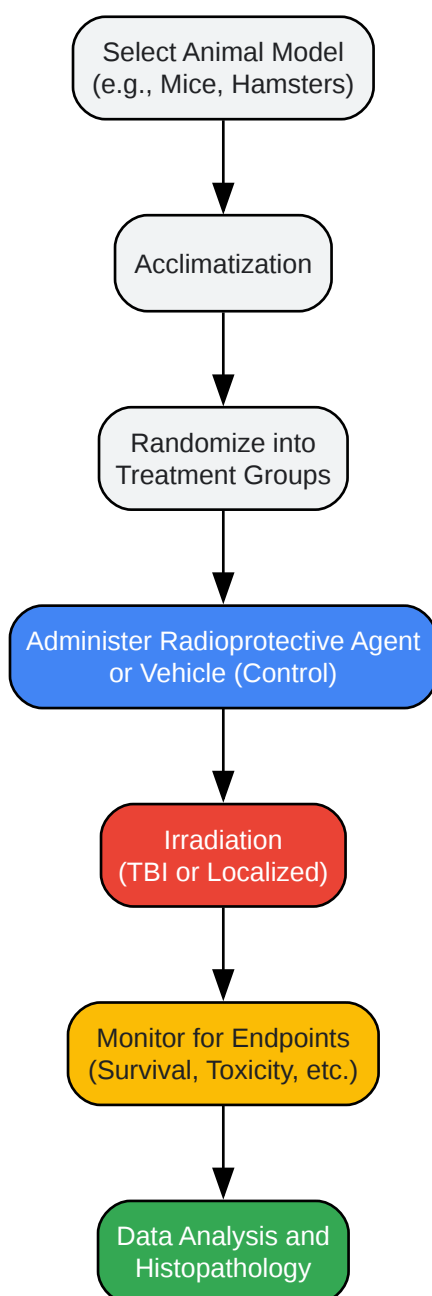 Select Animal Model
(e.g., Mice, Hamsters)
Acclimatization
Randomize into
Treatment Groups
Administer Radioprotective Agent
or Vehicle (Control)
Irradiation
(TBI or Localized)
Monitor for Endpoints
(Survival, Toxicity, etc.)
Data Analysis and
Histopathology